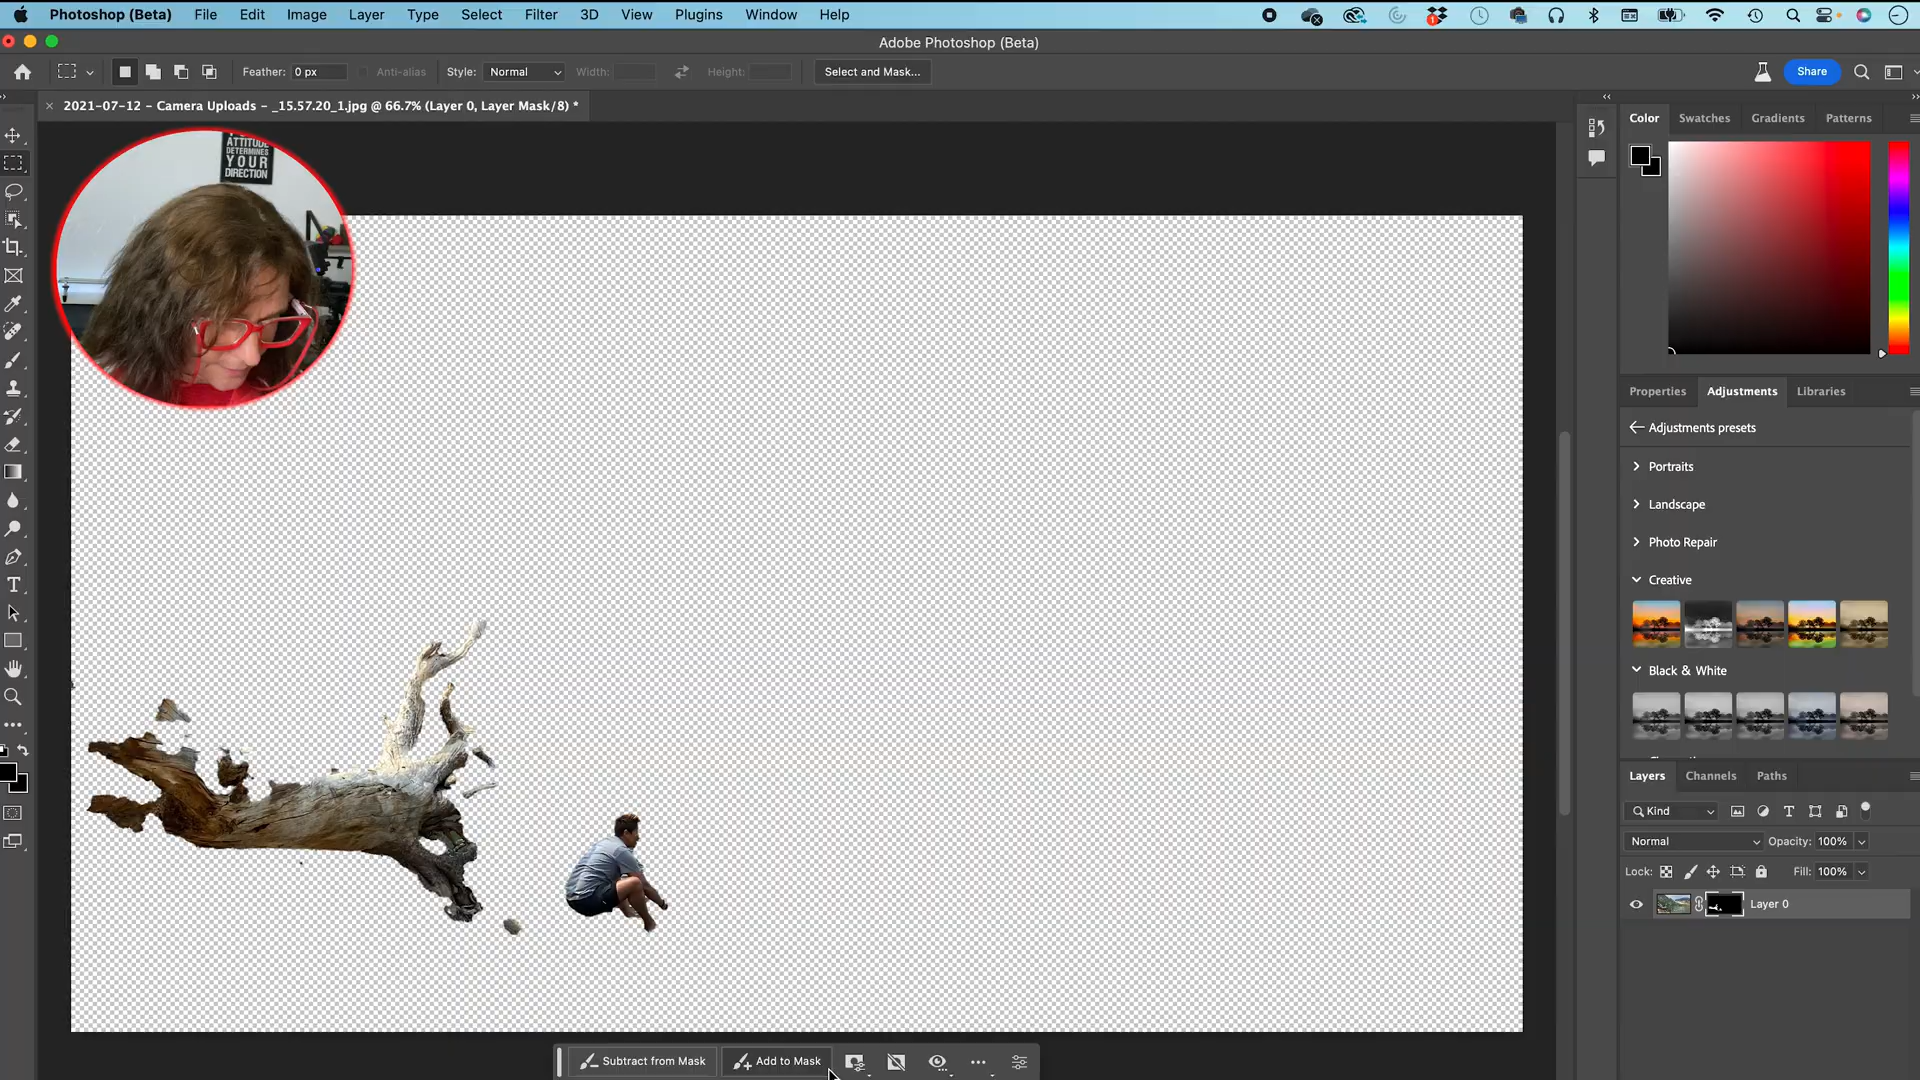 Photoshop (Beta) File Edit Image Layer Type Select Filter 3D View Plugins Window Help
Adobe Photoshop (Beta)
Feather: 0 px Anti-alias Style: Normal Width: Height: Select and Mask... Share
2021-07-12 – Camera Uploads – _15.57.20_1.jpg @ 66.7% (Layer 0, Layer Mask/8) *
ATTITUDE
DETERMINES
YOUR
DIRECTION
Color Swatches Gradients Patterns
Properties Adjustments Libraries
Adjustments presets
Portraits
Landscape
Photo Repair
Creative
Black & White
Layers Channels Paths
Kind
Normal Opacity: 100%
Lock: Fill: 100%
Layer 0
Subtract from Mask Add to Mask